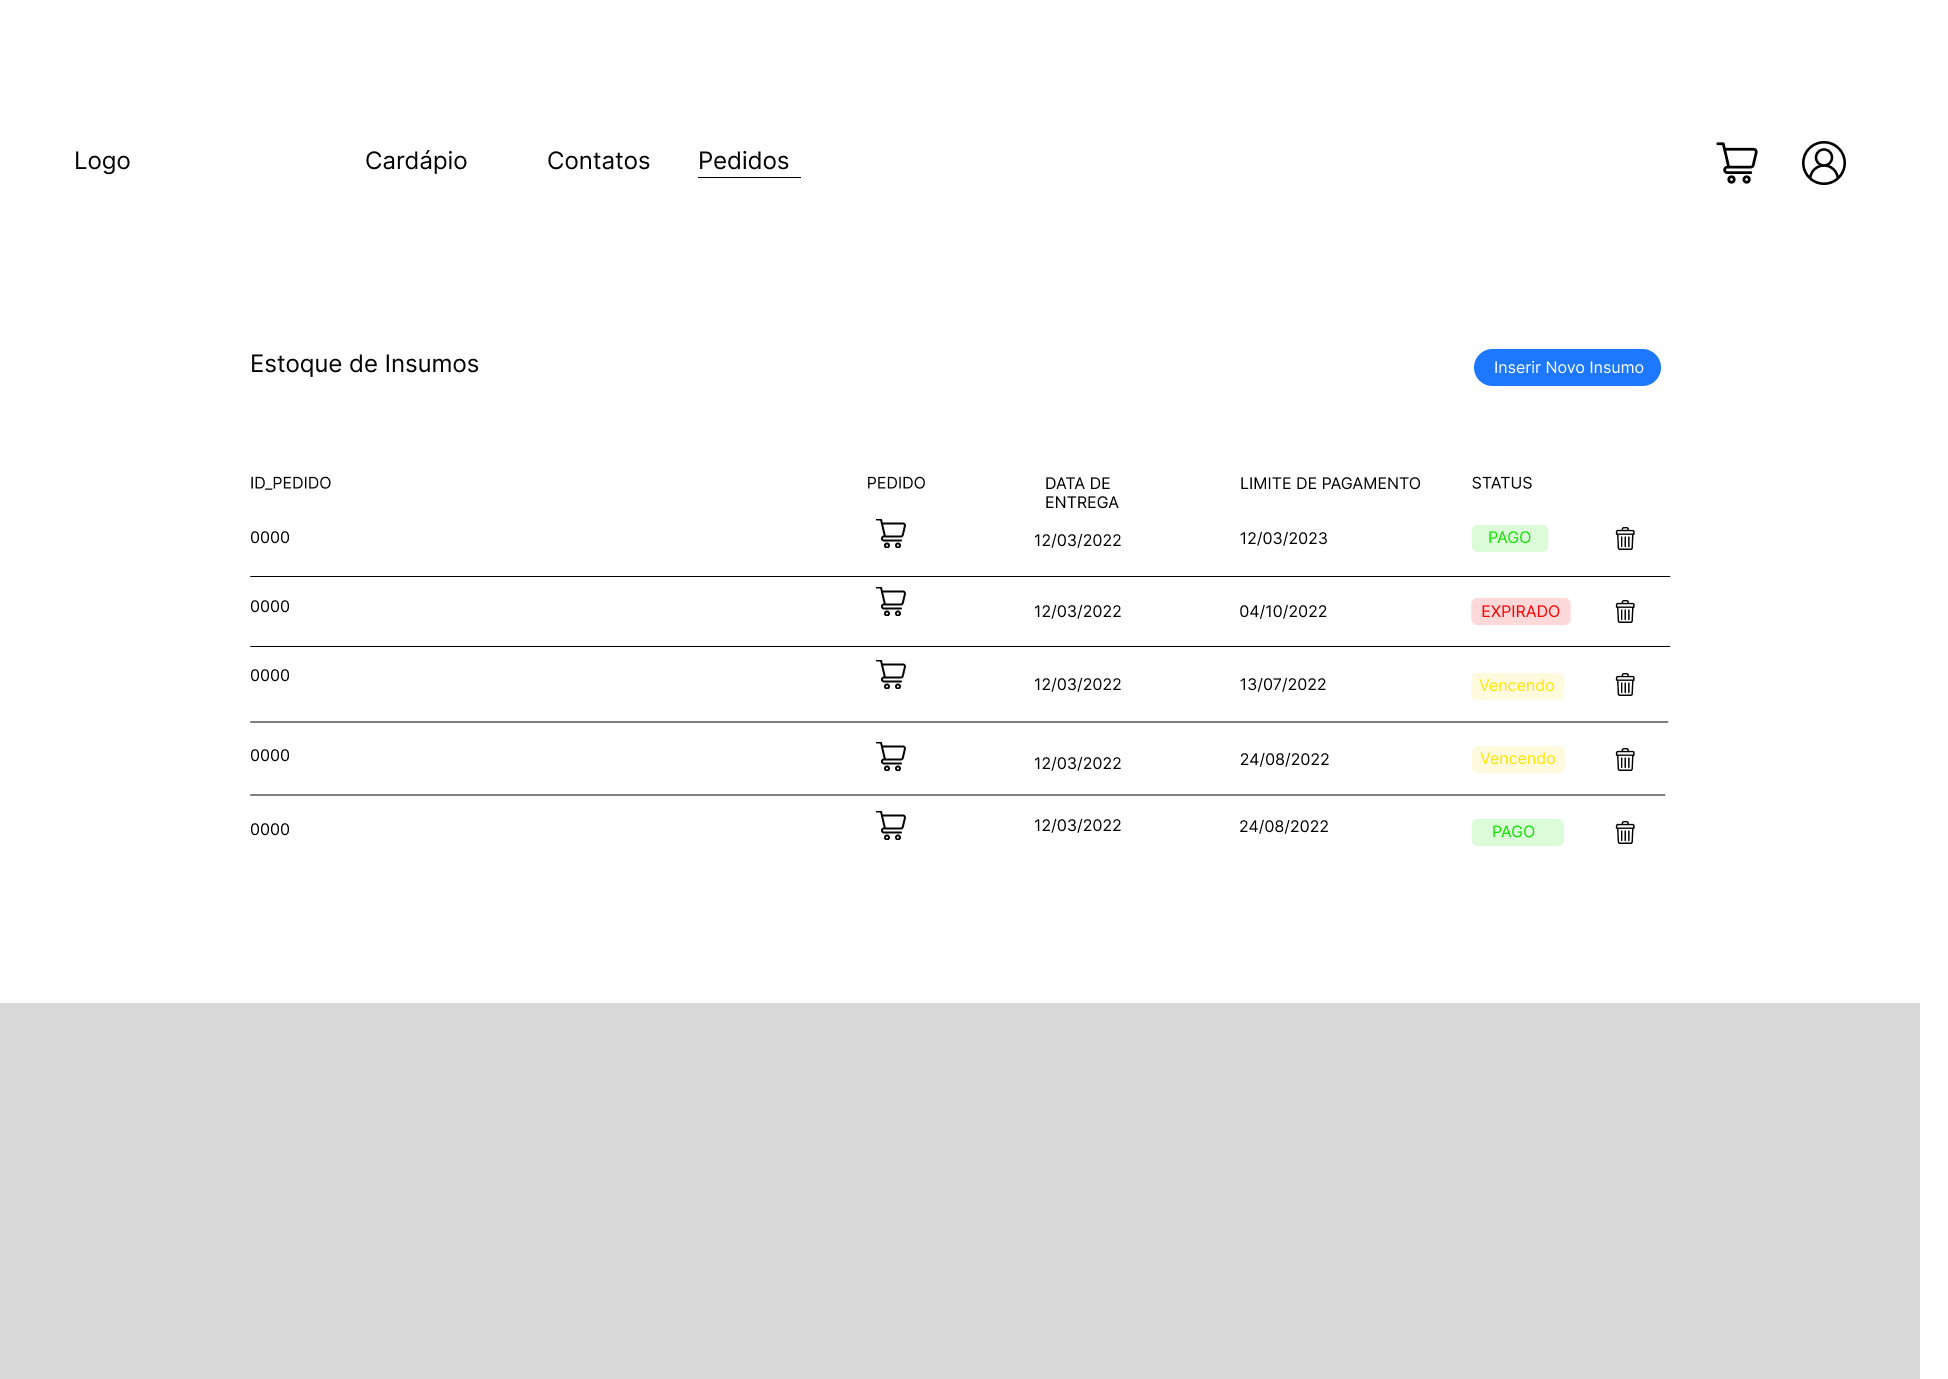 Logo
Cardápio
Contatos
Pedidos
Estoque de Insumos
Inserir Novo Insumo
ID_PEDIDO
PEDIDO
DATA DE
ENTREGA
LIMITE DE PAGAMENTO
STATUS
0000
12/03/2022
12/03/2023
PAGO
0000
12/03/2022
04/10/2022
EXPIRADO
0000
12/03/2022
13/07/2022
Vencendo
0000
12/03/2022
24/08/2022
Vencendo
0000
12/03/2022
24/08/2022
PAGO